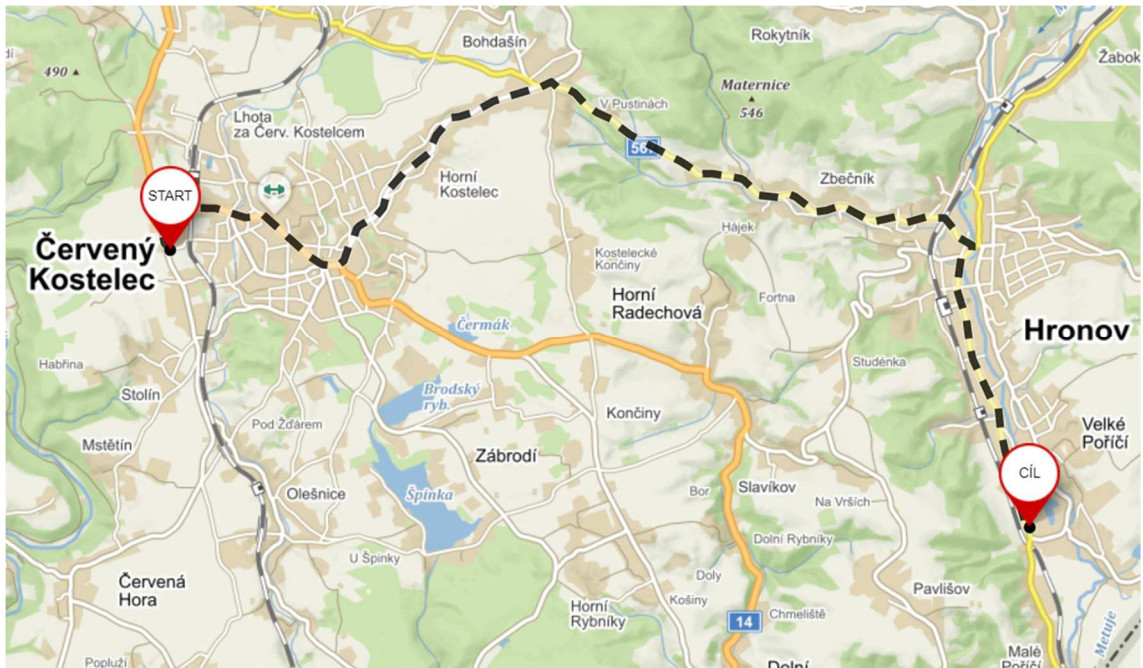 Bohdašín
Rokytník
Žabok
490
Maternice
546
V Pustinách
Lhota
za Červ. Kostelcem
567
START
Horní
Kostelec
Zbečník
Hájek
Červený
Kostelec
Kostelecké
Končiny
Horní
Radechová
Fortna
Čermák
Hronov
Habřina
Studénka
Stolín
Brodský
ryb.
Končiny
Pod Žďárem
Velké
Poříčí
Mstětín
Zábrodí
CÍL
Olešnice
Špinka
Bor
Slavíkov
Na Vrších
Dolní Rybníky
U Špinky
Doly
Červená
Hora
Pavlišov
Košiny
Horní
Rybníky
14
Chmeliště
Metuje
Malé
Poříčí
Popluží
Dolní